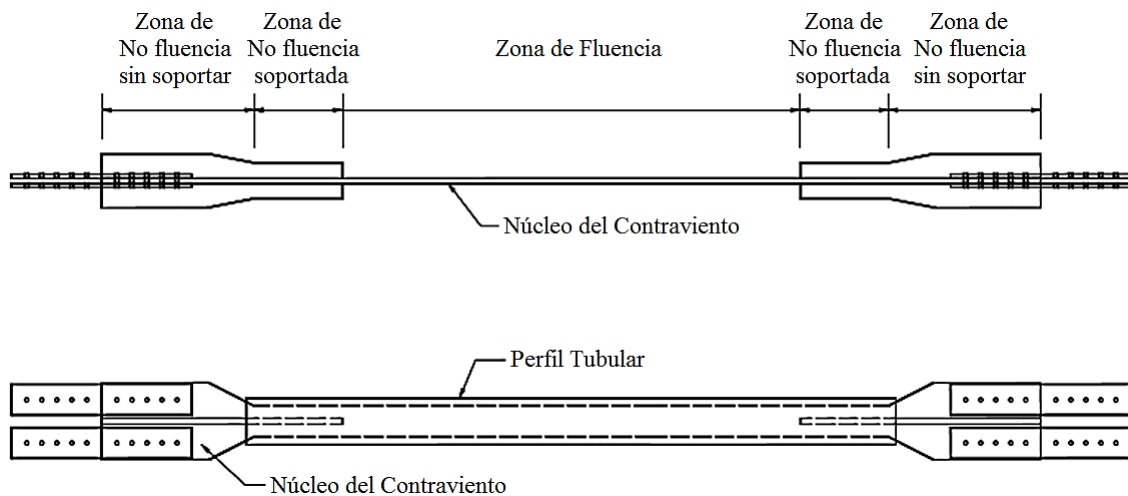 Zona de
No fluencia
sin soportar
Zona de
No fluencia
soportada
Zona de Fluencia
Zona de
No fluencia
soportada
Zona de
No fluencia
sin soportar
Núcleo del Contraviento
Perfil Tubular
Núcleo del Contraviento